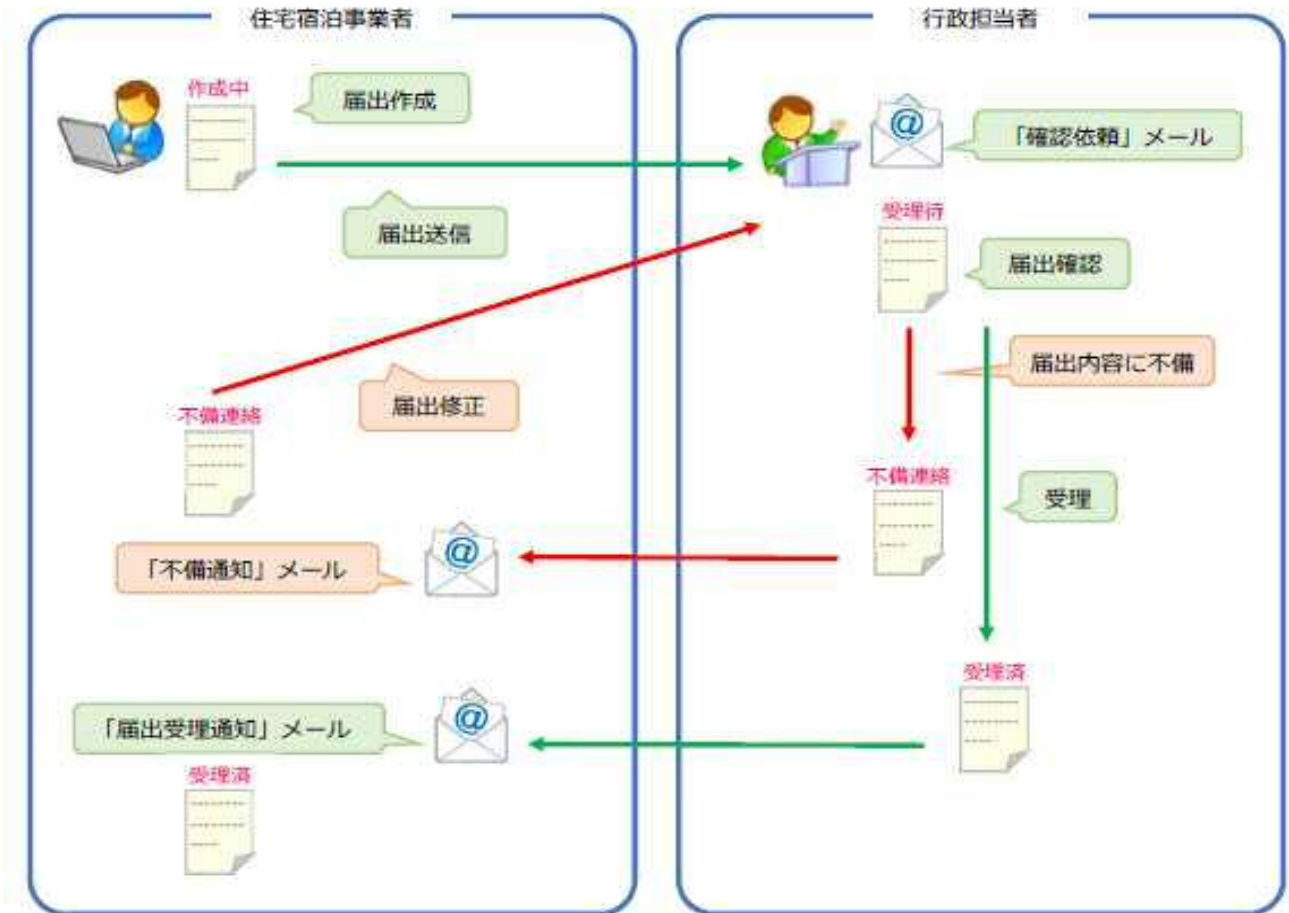 住宅宿泊事業者
行政担当者
作成中
届出作成
「確認依頼」メール
届出送信
受理待
届出確認
届出内容に不備
届出修正
不備連絡
不備連絡
受理
「不備通知」メール
受理済
「届出受理通知」メール
受理済